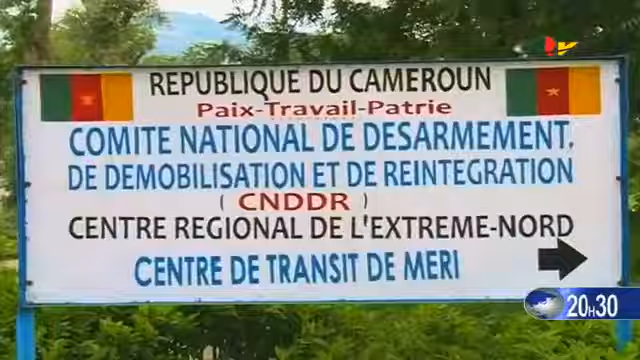 REPUBLIQUE DU CAMEROUN
Paix-Travail-Patrie
COMITE NATIONAL DE DESARMEMENT,
DE DEMOBILISATION ET DE REINTEGRATION
( CNDDR )
CENTRE REGIONAL DE L'EXTREME-NORD
CENTRE DE TRANSIT DE MERI
20H30